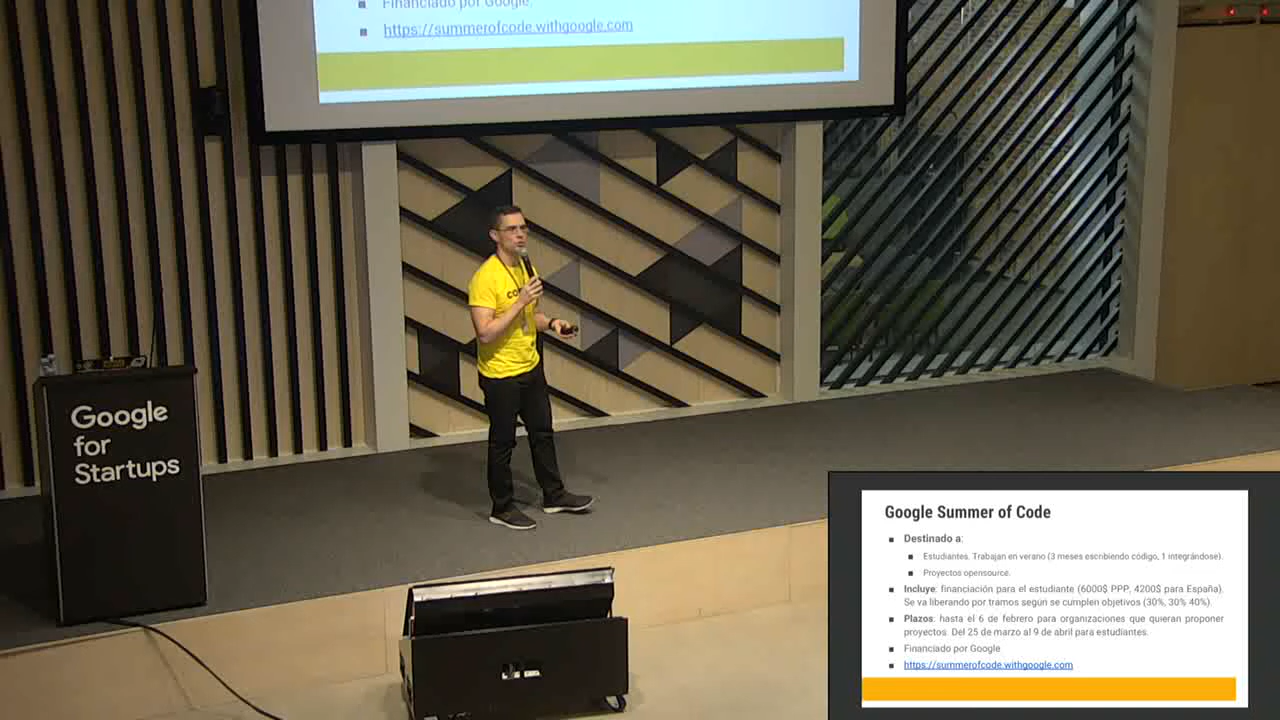 Financiado por Google
https://summerofcode.withgoogle.com
Google
for
Startups
Google Summer of Code
Destinado a:
Estudiantes. Trabajan en verano (3 meses escribiendo código, 1 integrándose).
Proyectos opensource.
Incluye: financiación para el estudiante (6000$ PPP, 4200$ para España).
Se va liberando por tramos según se cumplen objetivos (30%, 30% 40%).
Plazos: hasta el 6 de febrero para organizaciones que quieran proponer
proyectos. Del 25 de marzo al 9 de abril para estudiantes.
Financiado por Google
https://summerofcode.withgoogle.com